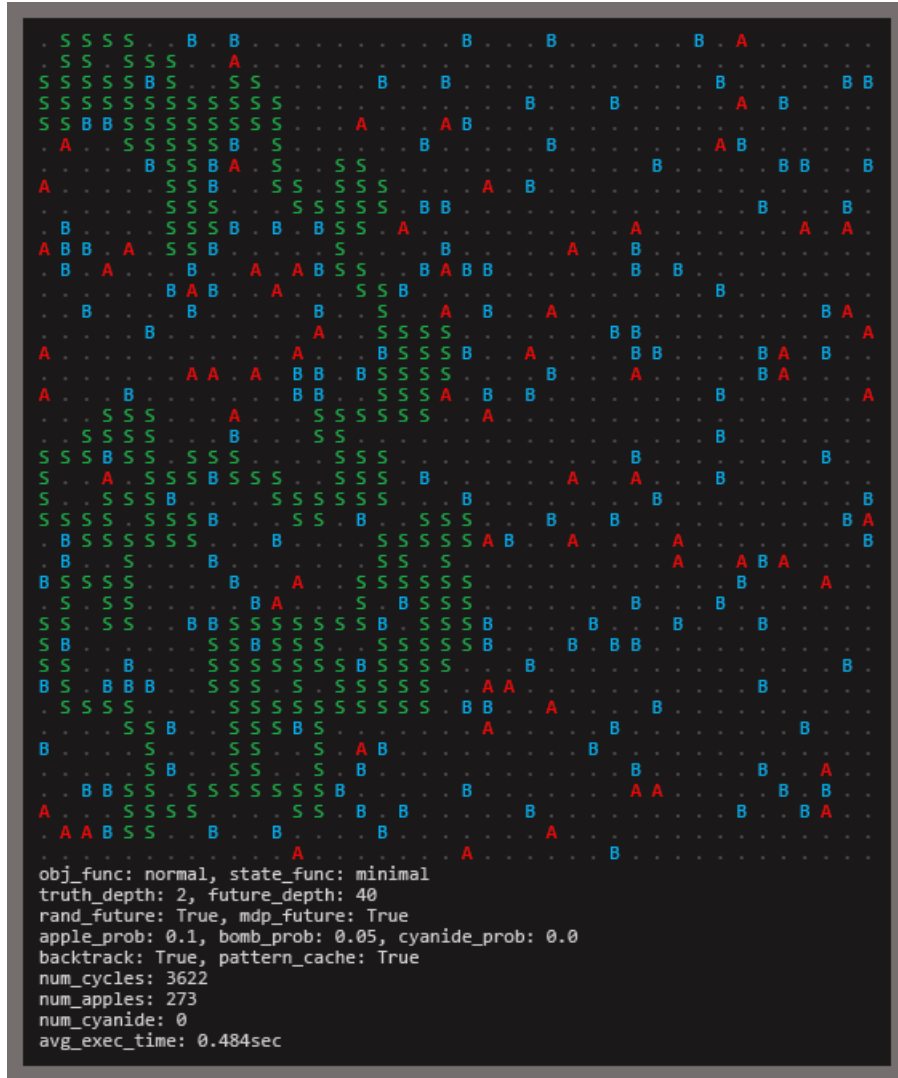 . S S S S . . B . B . . . . . . . . . . B . . . B . . . . . . B . A . . . . . .
. S S . S S S . . A . . . . . . . . . . . . . . . . . . . . . . . . . . . . . .
S S S S S B S . . S S . . . . . B . . B . . . . . . . . . . . . B . . . . . B B
S S S S S S S S S S S S . . . . . . . . . . . B . . . B . . . . . A . B . . . .
S S B B S S S S S S S S . . . A . . . A B . . . . . . . . . . . . . . . . . . .
. A . . S S S S S B . S . . . . . . B . . . . . B . . . . . . . A B . . . . . .
. . . . . B S S B A . S . . S S . . . . . . . . . . . . . B . . . . . B B . . B
A . . . . . S S B . . S S . S S S . . . . A . B . . . . . . . . . . . . . . . .
. . . . . . S S S . . . S S S S S . B B . . . . . . . . . . . . . . B . . . B .
. B . . . . S S S B . B . B S S . A . . . . . . . . . . A . . . . . . . A . A .
A B B . A . S S B . . . . . S . . . . B . . . . . A . . B . . . . . . . . . . .
. B . A . . . B . . A . A B S S . . B A B B . . . . . . B . B . . . . . . . . .
. . . . . . B A B . . A . . . S S B . . . . . . . . . . . . . . B . . . . . . .
. . B . . . . B . . . . . B . . S . . A . B . . A . . . . . . . . . . . . B A .
. . . . . B . . . . . . . A . . S S S S . . . . . . . B B . . . . . . . . . . A
A . . . . . . . . . . . A . . . B S S S B . . A . . . . B B . . . . B A . B . .
. . . . . . . A A . A . B B . B S S S S . . . . B . . . A . . . . . B A . . . .
A . . . B . . . . . . . B B . . S S S A . B . B . . . . . . . . B . . . . . . A
. . . S S S . . . A . . . S S S S S S . . A . . . . . . . . . . . . . . . . . .
. . S S S S . . . B . . . S S . . . . . . . . . . . . . . . . . B . . . . . . .
S S S B S S . S S S . . . . S S S . . . . . . . . . . . B . . . . . . . . B . .
S . . A . S S S B S S S . . S S S . B . . . . . . A . . A . . . B . . . . . . .
S . . S S S B . . . . S S S S S S . . . B . . . . . . . . B . . . . . . . . . B
S S S S . S S S B . . . S S . B . . S S S . . . B . . B . . . . . . . . . . B A
. B S S S S S S . . . B . . . . S S S S S A B . . A . . . . A . . . . . . . . B
. B . . S . . . B . . . . . . . S S . S . . . . . . . . . . A . . A B A . . . .
B S S S S . . . . B . . A . . S S S S S S . . . . . . . . . . . . B . . . A . .
. S . S S . . . . . B A . . . S . B S S S . . . . . . . B . . . B . . . . . . .
S S . S S . . B B S S S S S S S B . S S S B . . . . B . . . B . . . B . . . . .
S B . . . . . . S S B S S S . . S S S S S B . . . B . B B . . . . . . . . . . .
S S . . B . . . S S S S S S S B S S S S . . . B . . . . . . . . . . . . . . B .
B S . B B B . . S S S . S . S S S S S . . A A . . . . . . . . . . . B . . . . .
. S S S S . . . . S S S S S S S S S S . B B . . A . . . . B . . . . . . . . . .
. . . . S S B . . S S S B S . . . . . . . A . . . . . B . . . . . . . . B . . .
B . . . . S . . . S S . . S . A B . . . . . . . . . B . . . . . . . . . . . . .
. . . . . S B . . S S . . S . B . . . . . . . . . . . . B . . . . . B . . A . .
. . B B S S . S S S S S S S B . . . . . B . . . . . . . A A . . . . . B . B . .
A . . . S S S S . . . . S S . B . B . . . . . B . . . . . . . . . B . . B A . .
. A A B S S . . B . . B . . . . B . . . . . . . A . . . . . . . . . . . . . . .
. . . . . . . . . . . . A . . . . . . . A . . . . . . B . . . . . . . . . . . .
obj_func: normal, state_func: minimal
truth_depth: 2, future_depth: 40
rand_future: True, mdp_future: True
apple_prob: 0.1, bomb_prob: 0.05, cyanide_prob: 0.0
backtrack: True, pattern_cache: True
num_cycles: 3622
num_apples: 273
num_cyanide: 0
avg_exec_time: 0.484sec